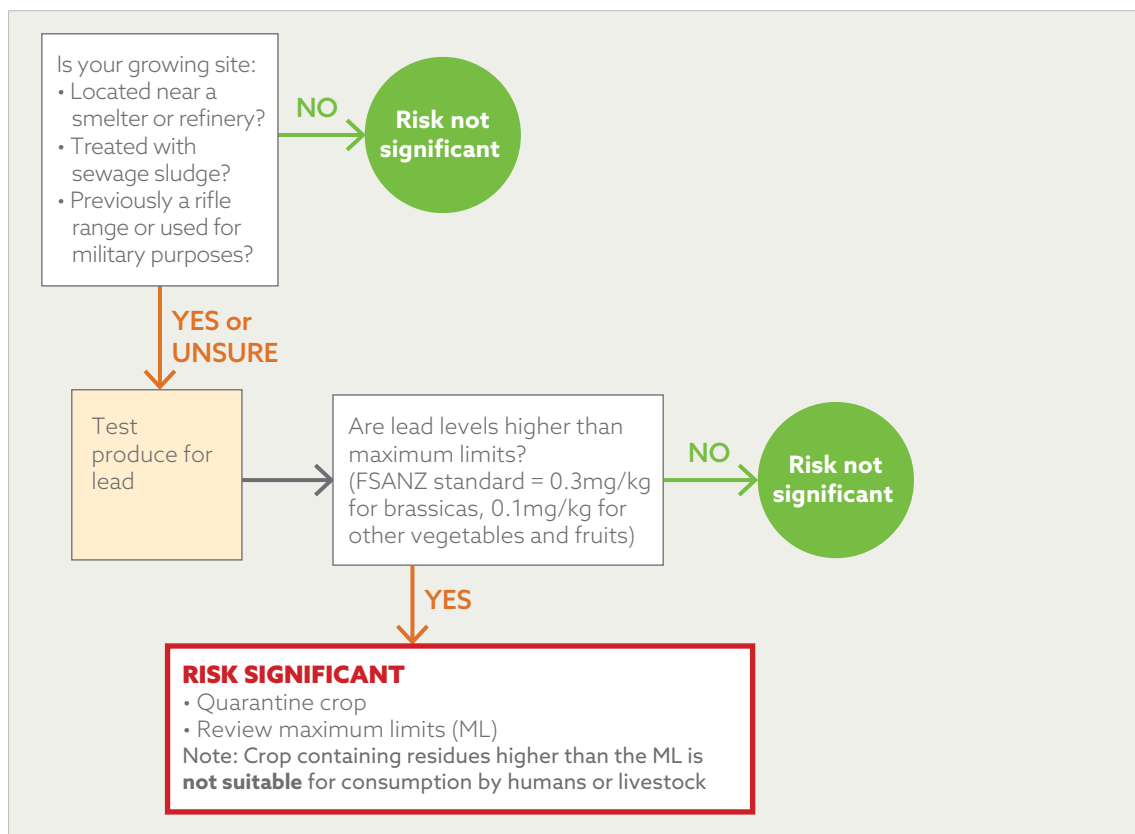 Is your growing site:
• Located near a
smelter or refinery?
• Treated with
sewage sludge?
• Previously a rifle
range or used for
military purposes?
NO
Risk not
significant
YES or
UNSURE
Test
produce for
lead
Are lead levels higher than
maximum limits?
(FSANZ standard = 0.3mg/kg
for brassicas, 0.1mg/kg for
other vegetables and fruits)
NO
Risk not
significant
YES
RISK SIGNIFICANT
• Quarantine crop
• Review maximum limits (ML)
Note: Crop containing residues higher than the ML is
not suitable for consumption by humans or livestock